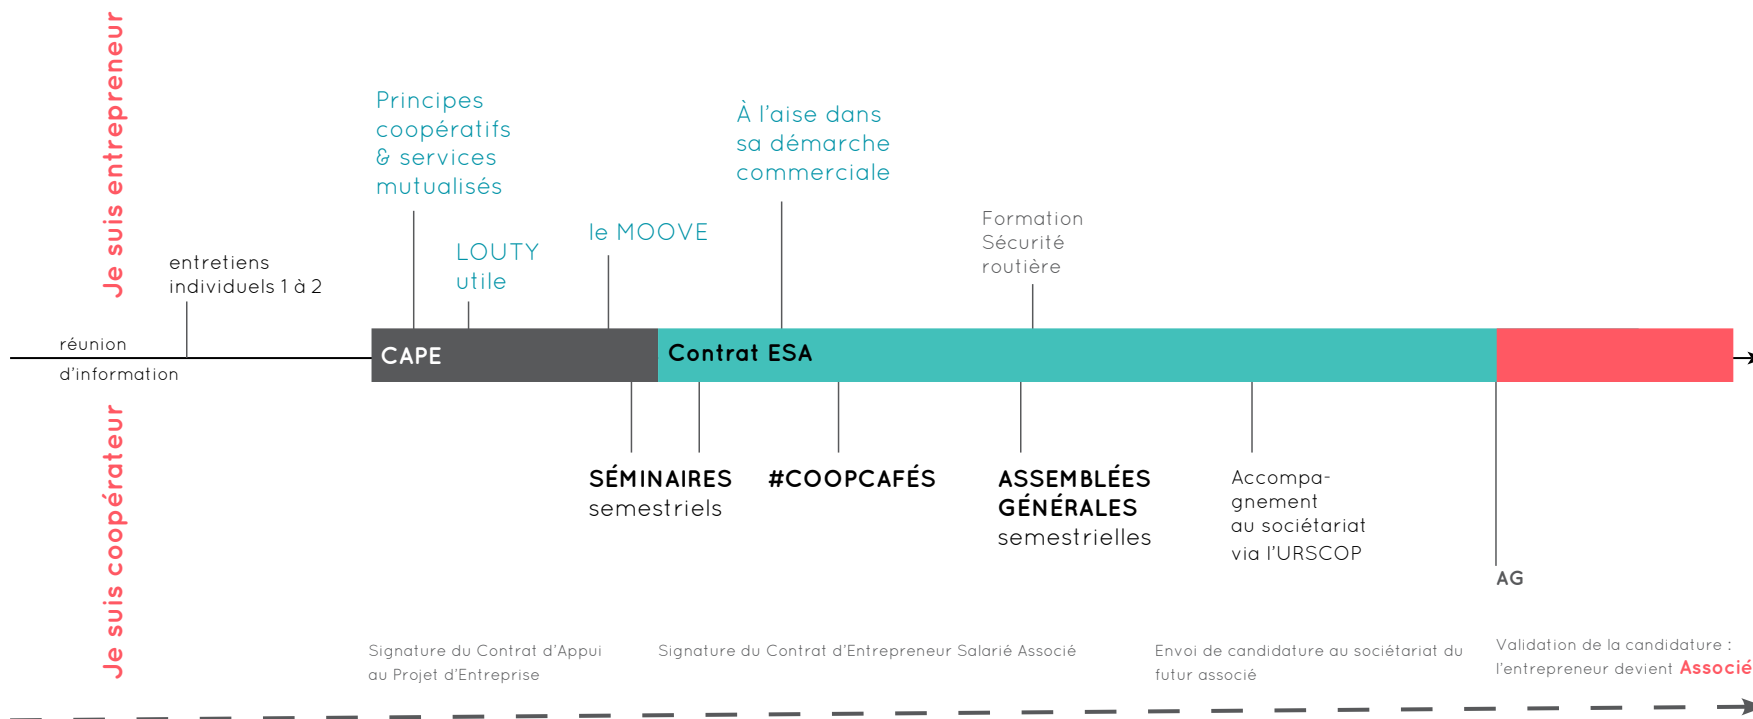 Je suis entrepreneur
Principes
coopératifs
& services
mutualisés
À l'aise dans
sa démarche
commerciale
LOUTY
utile
le MOOVE
Formation
Sécurité
routière
entretiens
individuels 1 à 2
réunion
d'information
CAPE
Contrat ESA
Je suis coopérateur
SÉMINAIRES
semestriels
#COOPCAFÉS
ASSEMBLÉES
GÉNÉRALES
semestrielles
Accompa-
gnement
au sociétariat
via l'URSCOP
AG
Signature du Contrat d'Appui
au Projet d'Entreprise
Signature du Contrat d'Entrepreneur Salarié Associé
Envoi de candidature au sociétariat du
futur associé
Validation de la candidature :
l'entrepreneur devient Associé